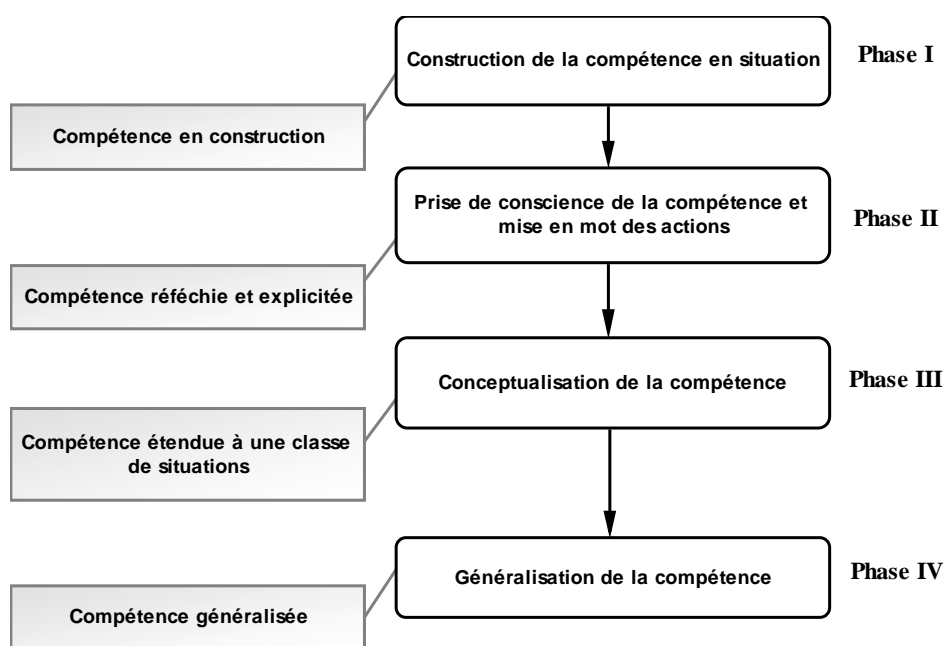 Construction de la compétence en situation
Phase I
Compétence en construction
Prise de conscience de la compétence et
mise en mot des actions
Phase II
Compétence réféchie et explicitée
Conceptualisation de la compétence
Phase III
Compétence étendue à une classe
de situations
Généralisation de la compétence
Phase IV
Compétence généralisée